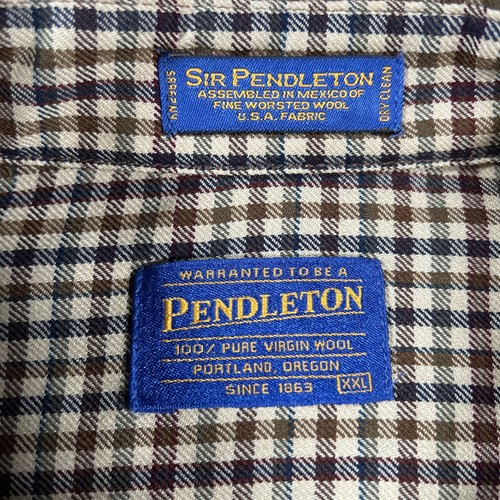 SIR PENDLETON
ASSEMBLED IN MEXICO OF
FINE WORSTED WOOL
U.S.A. FABRIC
DRY CLEAN
WARRANTED TO BE A
PENDLETON
100% PURE VIRGIN WOOL
PORTLAND, OREGON
SINCE 1863 XXL